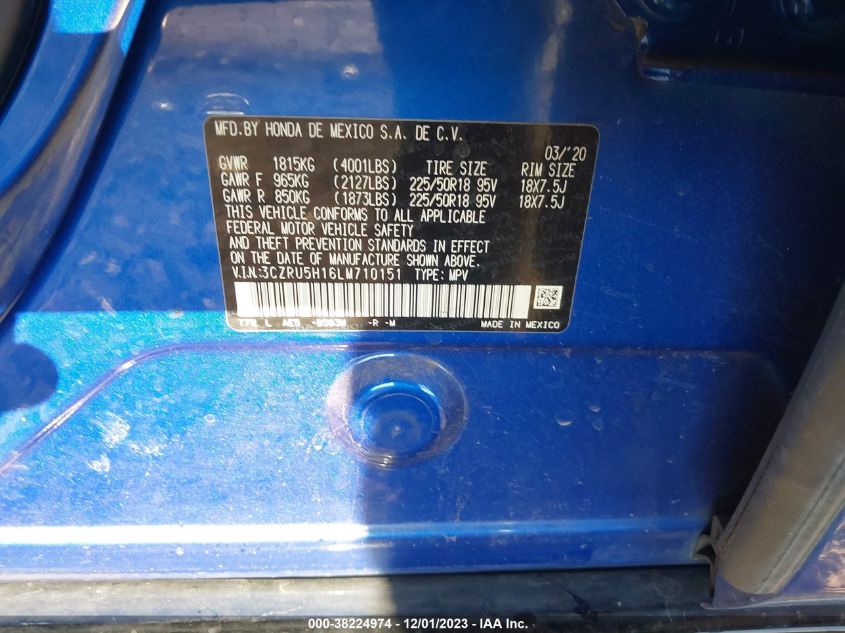 MFD.BY HONDA DE MEXICO S.A. DE C.V.
03/'20
GVWR 1815KG (4001LBS) TIRE SIZE RIM SIZE
GAWR F 965KG (2127LBS) 225/50R18 95V 18X7.5J
GAWR R 850KG (1873LBS) 225/50R18 95V 18X7.5J
THIS VEHICLE CONFORMS TO ALL APPLICABLE
FEDERAL MOTOR VEHICLE SAFETY
AND THEFT PREVENTION STANDARDS IN EFFECT
ON THE DATE OF MANUFACTURE SHOWN ABOVE.
V.I.N:3CZRU5H16LM710151 TYPE: MPV
-R -M MADE IN MEXICO
000-38224974 - 12/01/2023 - IAA Inc.